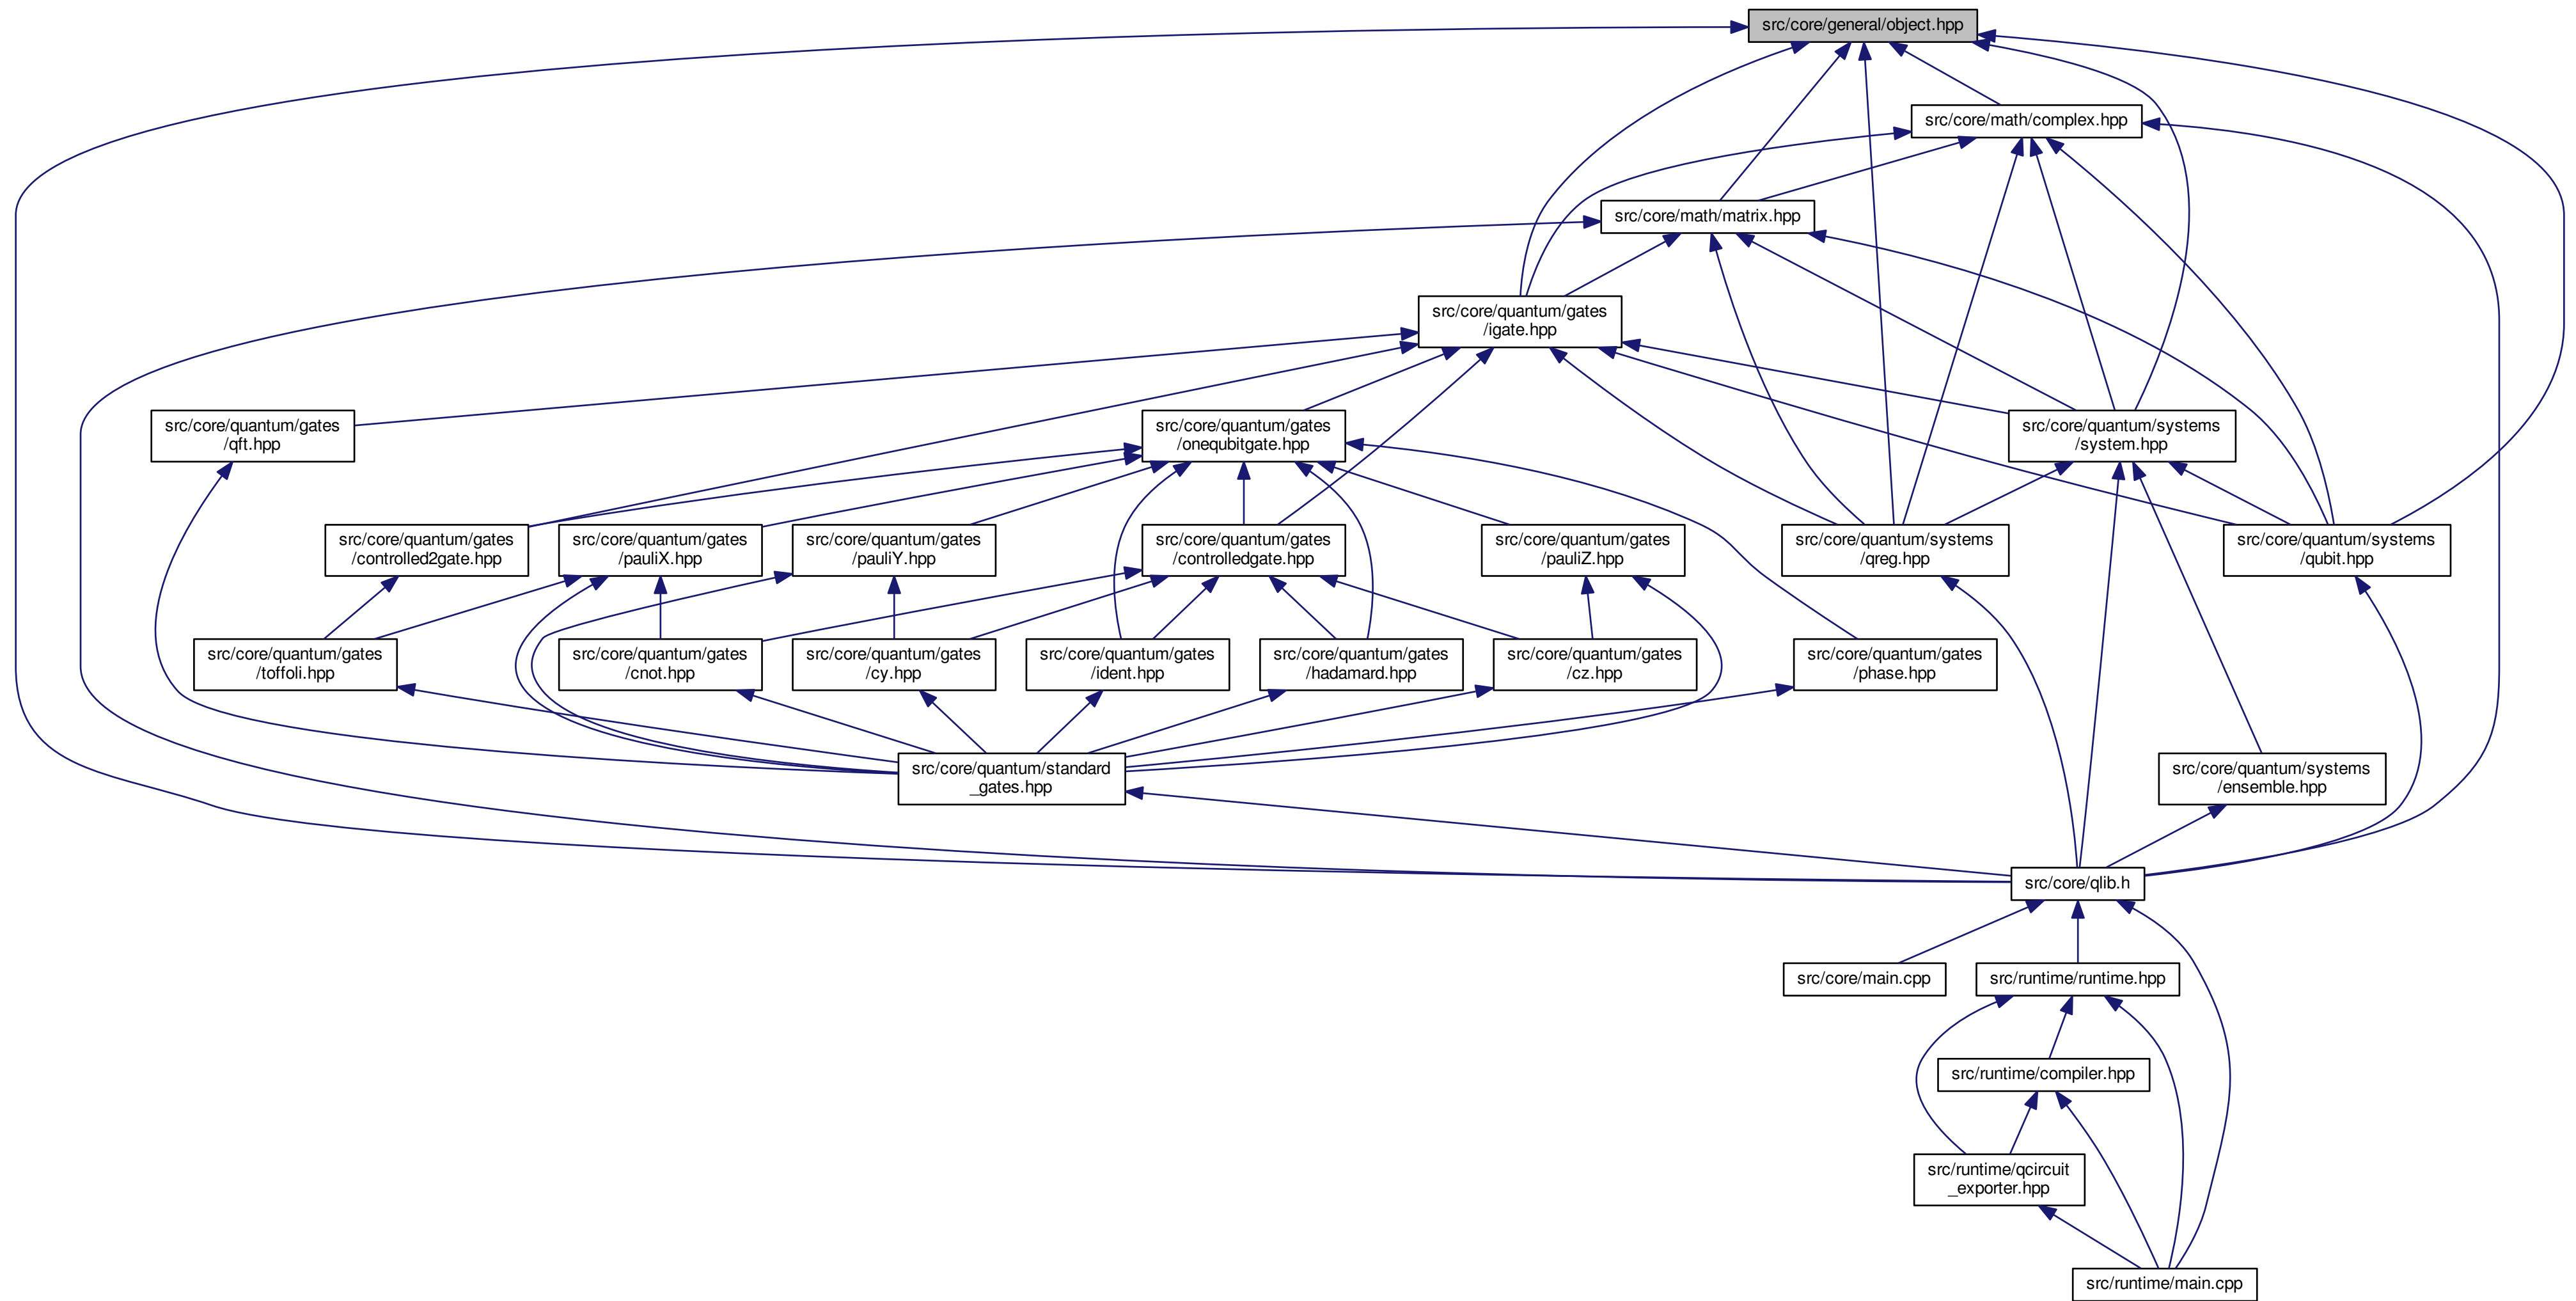 src/core/general/object.hpp
src/core/math/complex.hpp
src/core/math/matrix.hpp
src/core/quantum/gates
/igate.hpp
src/core/quantum/gates
/qft.hpp
src/core/quantum/gates
/onequbitgate.hpp
src/core/quantum/systems
/system.hpp
src/core/quantum/gates
/controlled2gate.hpp
src/core/quantum/gates
/pauliX.hpp
src/core/quantum/gates
/pauliY.hpp
src/core/quantum/gates
/controlledgate.hpp
src/core/quantum/gates
/pauliZ.hpp
src/core/quantum/systems
/qreg.hpp
src/core/quantum/systems
/qubit.hpp
src/core/quantum/gates
/toffoli.hpp
src/core/quantum/gates
/cnot.hpp
src/core/quantum/gates
/cy.hpp
src/core/quantum/gates
/ident.hpp
src/core/quantum/gates
/hadamard.hpp
src/core/quantum/gates
/cz.hpp
src/core/quantum/gates
/phase.hpp
src/core/quantum/standard
_gates.hpp
src/core/quantum/systems
/ensemble.hpp
src/core/qlib.h
src/core/main.cpp
src/runtime/runtime.hpp
src/runtime/compiler.hpp
src/runtime/qcircuit
_exporter.hpp
src/runtime/main.cpp